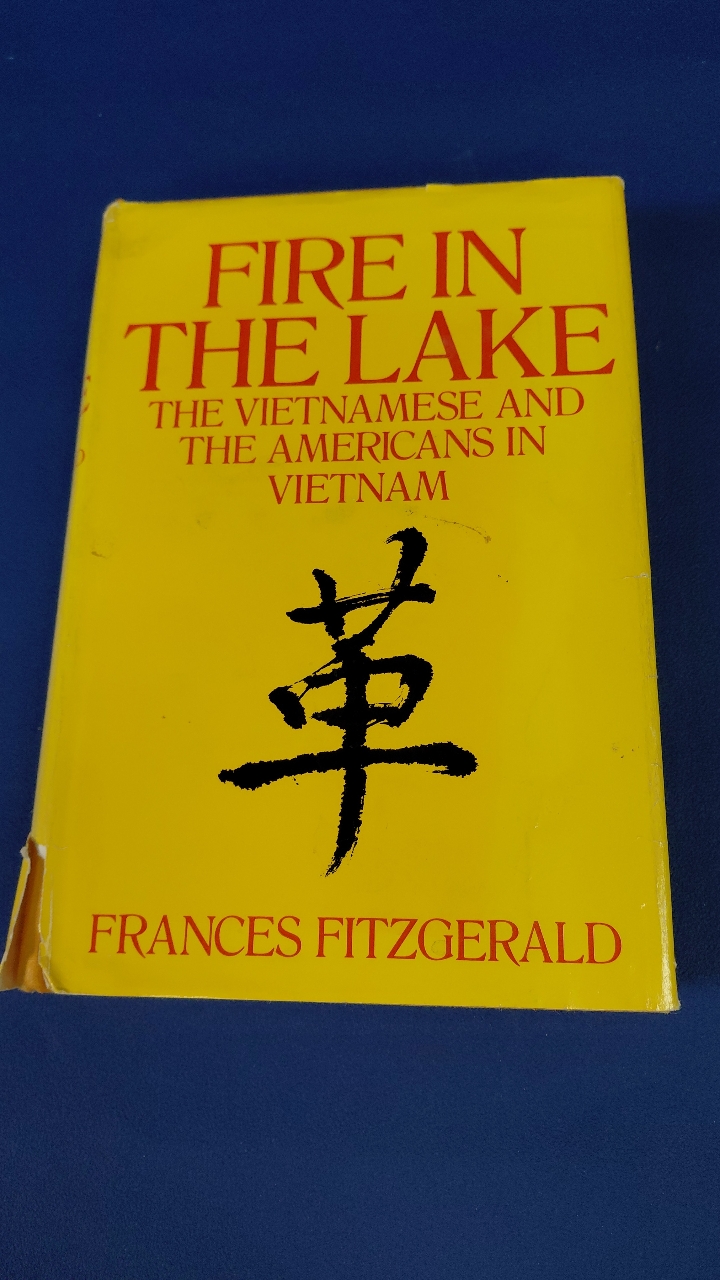 FIRE IN
THE LAKE
THE VIETNAMESE AND
THE AMERICANS IN
VIETNAM
革
FRANCES FITZGERALD